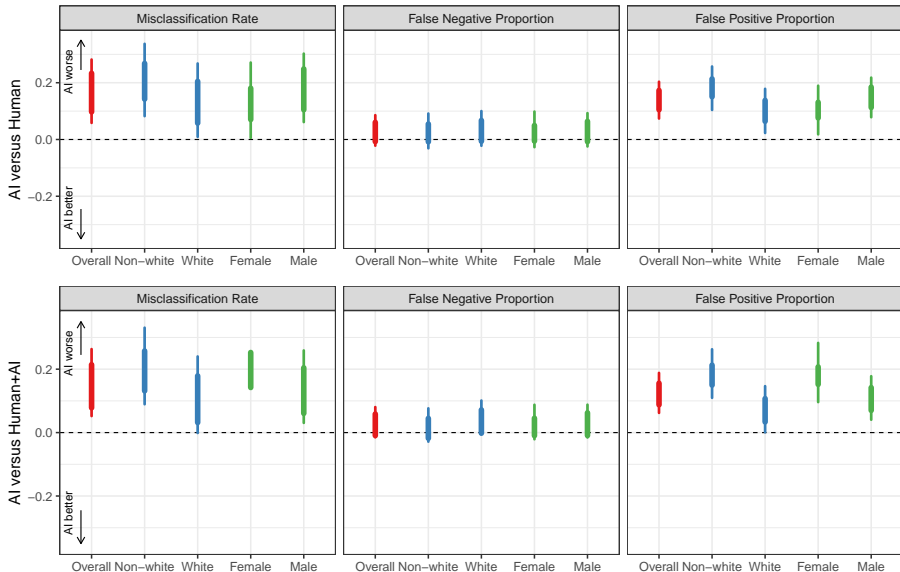 Misclassification Rate
False Negative Proportion
False Positive Proportion
AI versus Human
0.2
0.0
−0.2
AI worse
AI better
Overall Non−white White Female Male
Overall Non−white White Female Male
Overall Non−white White Female Male
Misclassification Rate
False Negative Proportion
False Positive Proportion
AI versus Human+AI
0.2
0.0
−0.2
AI worse
AI better
Overall Non−white White Female Male
Overall Non−white White Female Male
Overall Non−white White Female Male